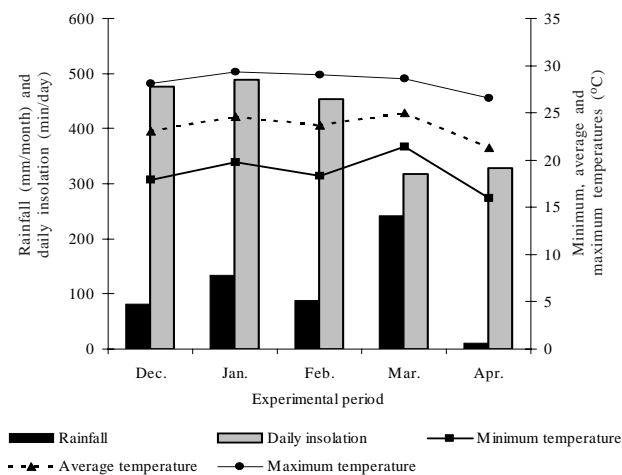 600
500
400
300
200
100
0
Rainfall (mm/month) and
daily insolation (min/day)
35
30
25
20
15
10
5
0
Minimum, average and
maximum temperatures (°C)
Dec. Jan. Feb. Mar. Apr.
Experimental period
Rainfall Daily insolation Minimum temperature
Average temperature Maximum temperature